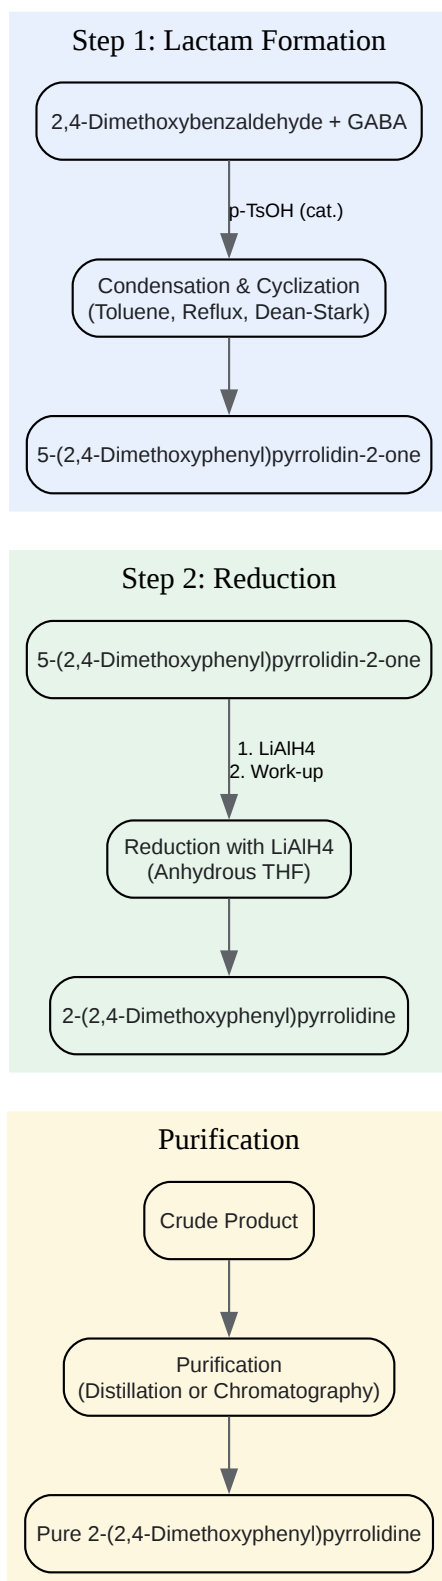 Step 1: Lactam Formation
2,4-Dimethoxybenzaldehyde + GABA
p-TsOH (cat.)
Condensation & Cyclization
(Toluene, Reflux, Dean-Stark)
5-(2,4-Dimethoxyphenyl)pyrrolidin-2-one
Step 2: Reduction
5-(2,4-Dimethoxyphenyl)pyrrolidin-2-one
1. LiAlH4
2. Work-up
Reduction with LiAlH4
(Anhydrous THF)
2-(2,4-Dimethoxyphenyl)pyrrolidine
Purification
Crude Product
Purification
(Distillation or Chromatography)
Pure 2-(2,4-Dimethoxyphenyl)pyrrolidine